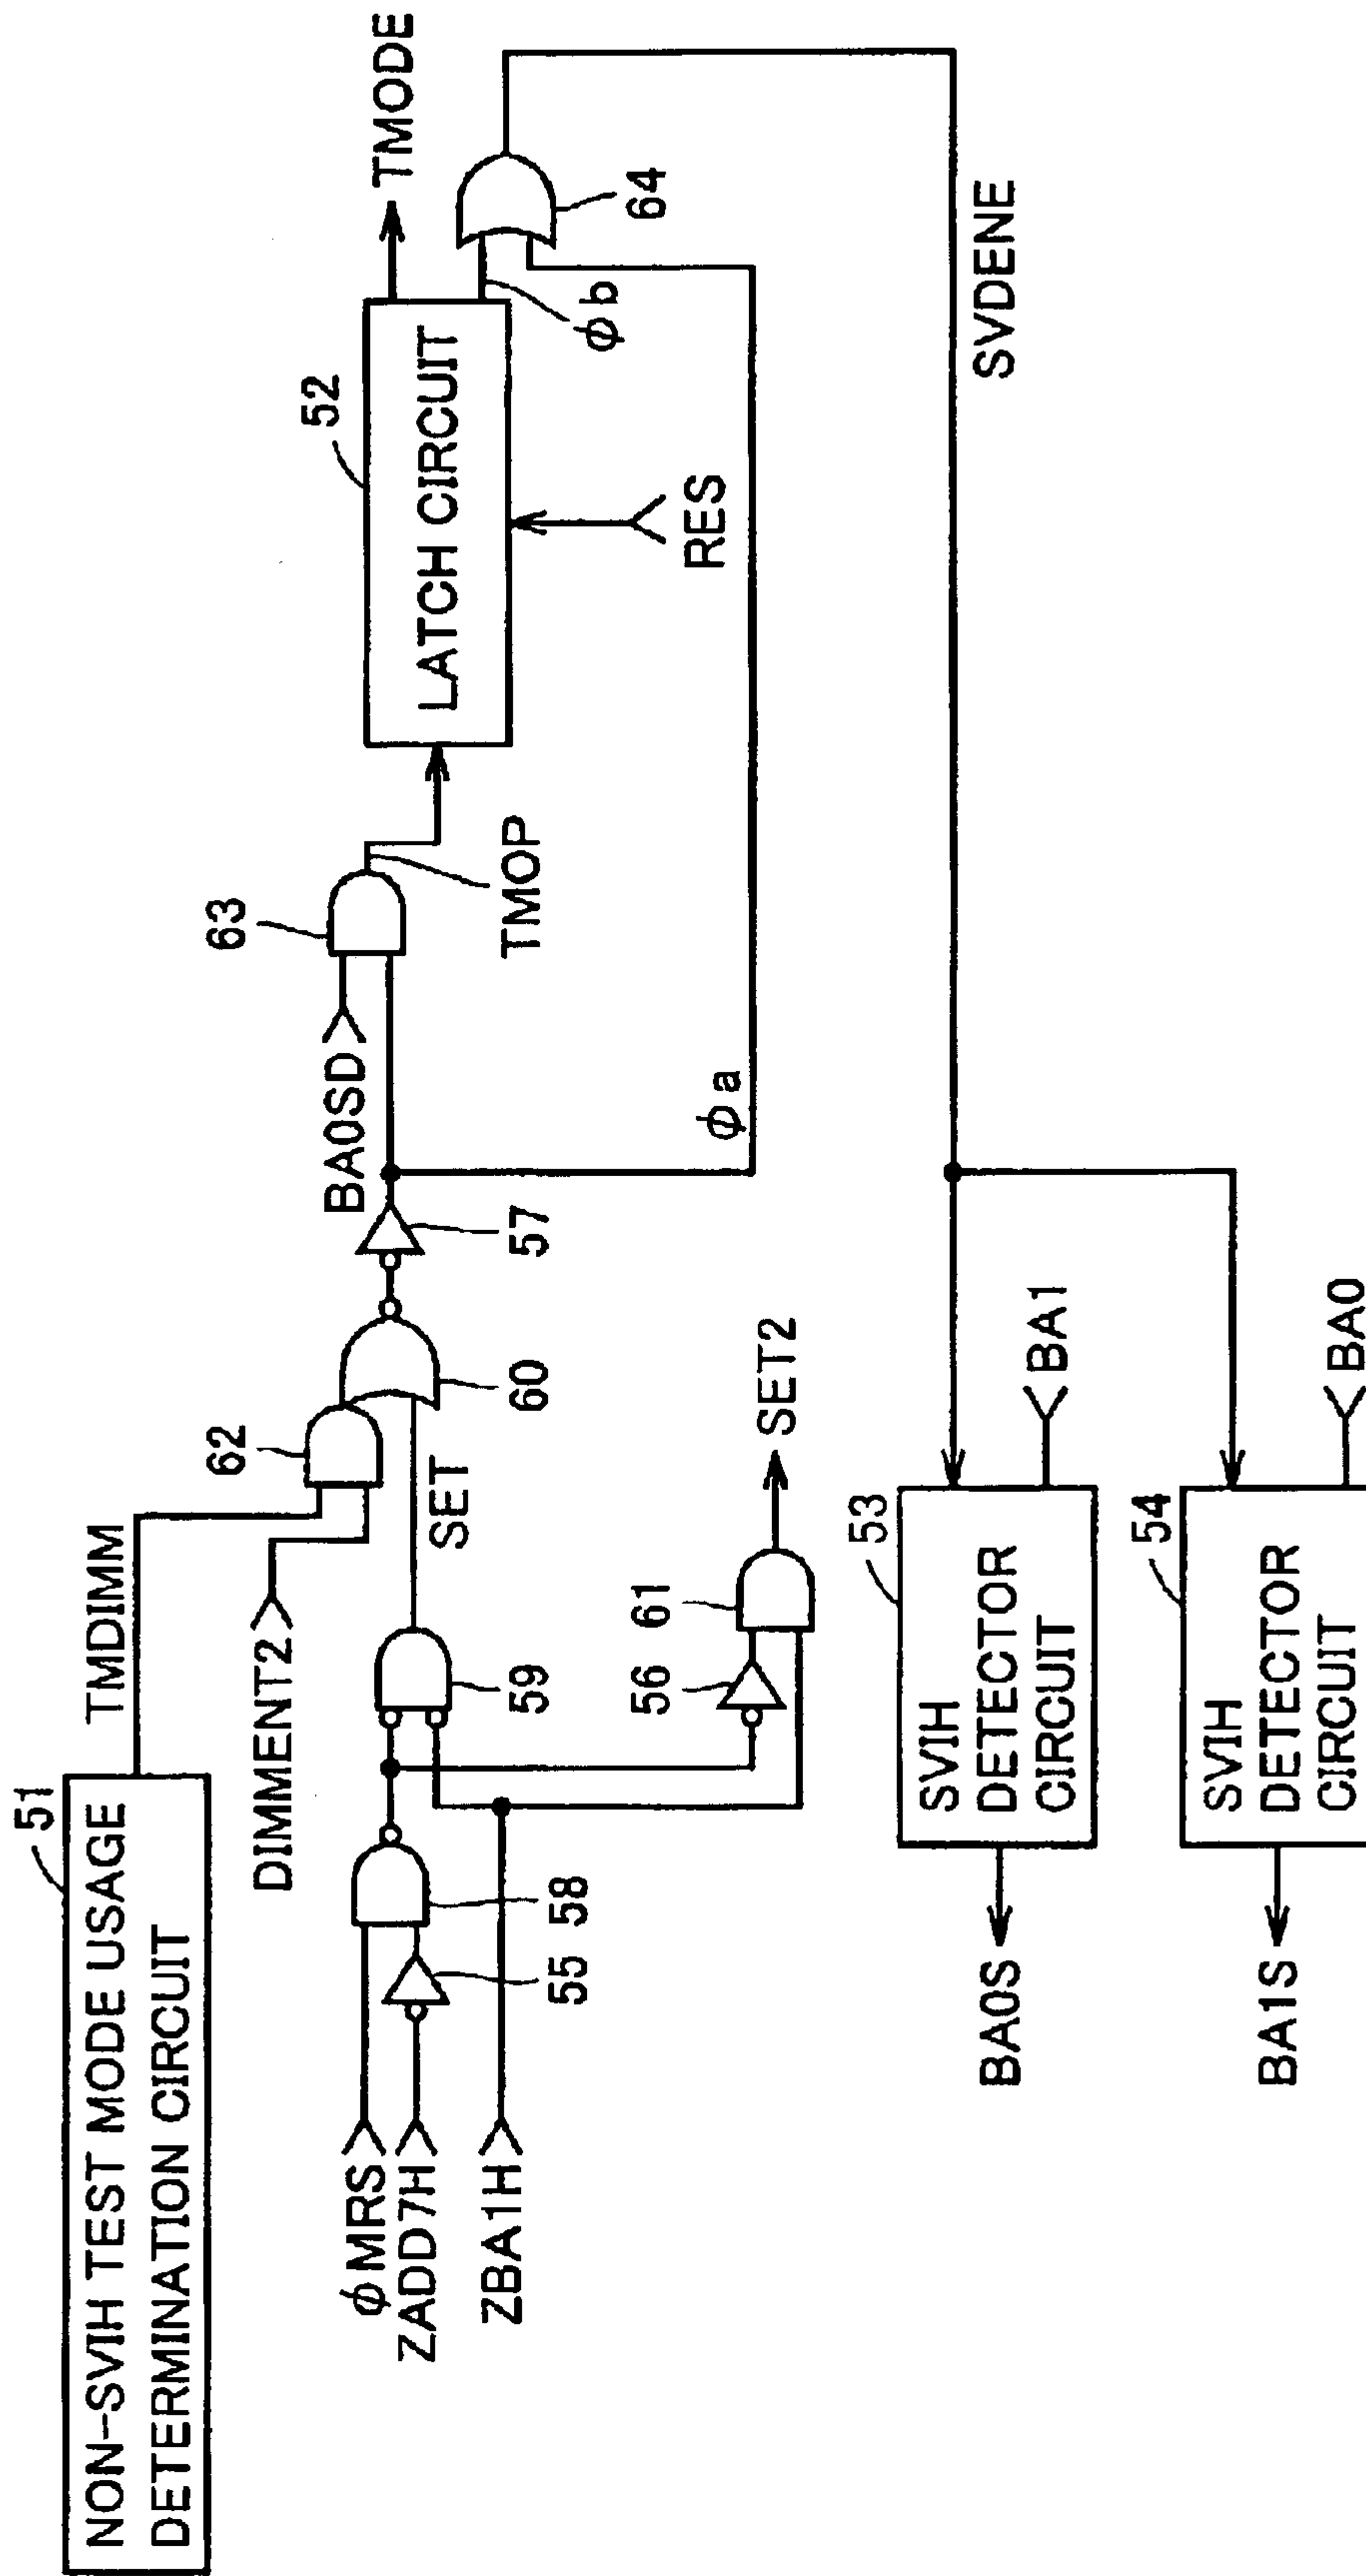 51
NON-SVIH TEST MODE USAGE
DETERMINATION CIRCUIT
TMDIMM
DIMMENT2
62
SET
60
57
BA0SD
63
TMOP
52
LATCH CIRCUIT
RES
TMODE
φb
64
φa
φMRS
ZADD7H
ZBA1H
55
58
59
56
61
SET2
SVDENE
53
SVIH
DETECTOR
CIRCUIT
BA1
BA0S
54
SVIH
DETECTOR
CIRCUIT
BA0
BA1S